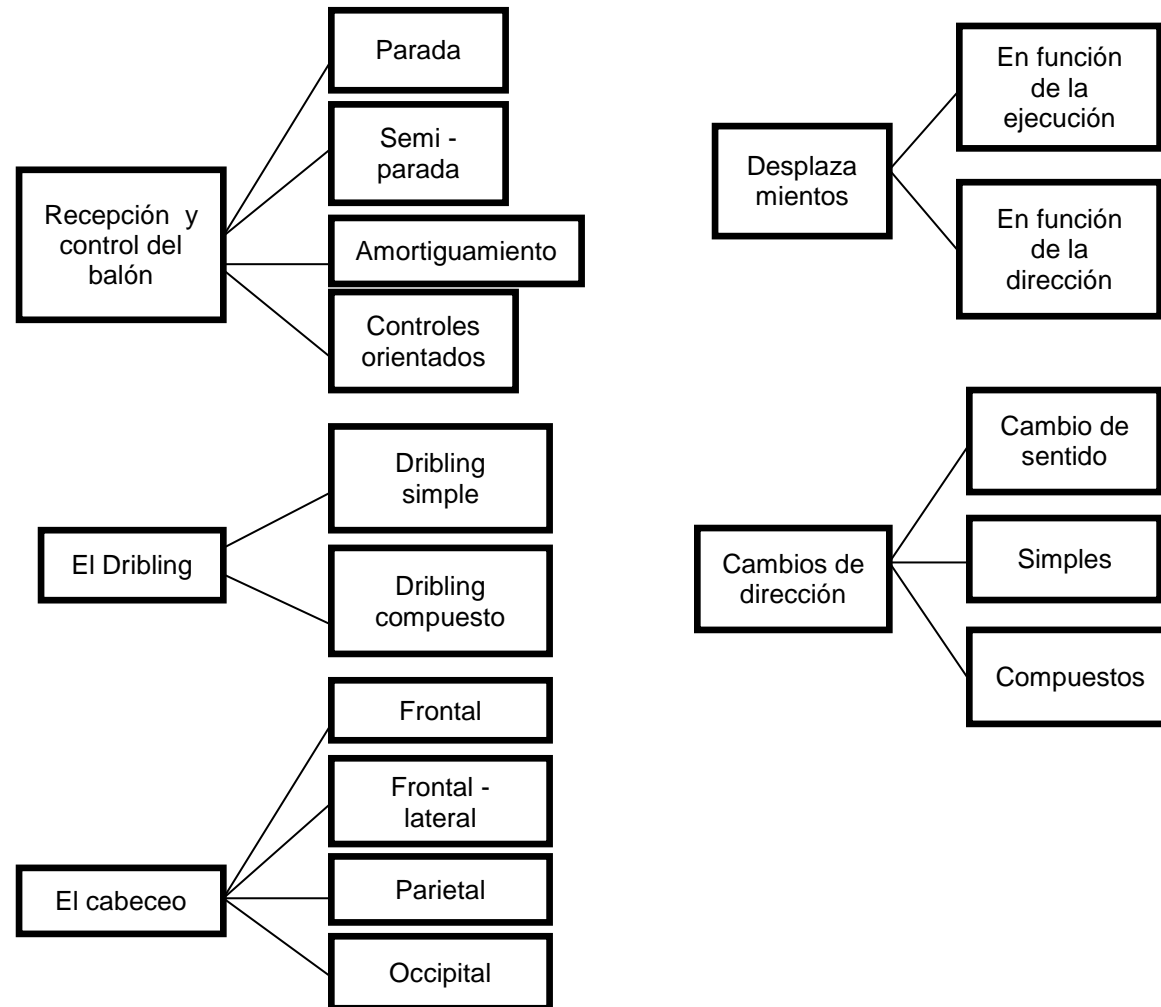 Recepción y
control del
balón
Parada
Semi -
parada
Amortiguamiento
Controles
orientados
El Dribling
Dribling
simple
Dribling
compuesto
El cabeceo
Frontal
Frontal -
lateral
Parietal
Occipital
Desplaza
mientos
En función
de la
ejecución
En función
de la
dirección
Cambios de
dirección
Cambio de
sentido
Simples
Compuestos